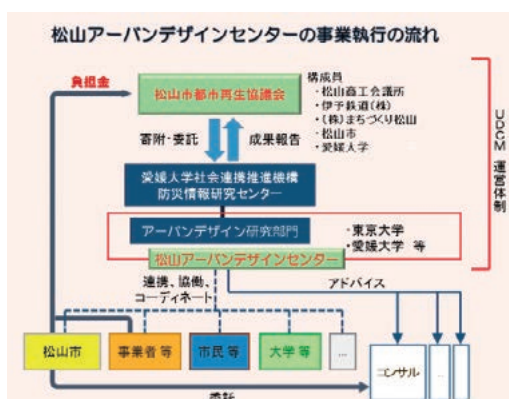 松山アーバンデザインセンターの事業執行の流れ
負担金
松山市都市再生協議会
構成員
・松山商工会議所
・伊予鉄道(株)
・(株)まちづくり松山
・松山市
・愛媛大学
寄附・委託
成果報告
UDCM 運営体制
愛媛大学社会連携推進機構
防災情報研究センター
アーバンデザイン研究部門
・東京大学
・愛媛大学 等
松山アーバンデザインセンター
連携、協働、
コーディネート
アドバイス
松山市
事業者 等
市民 等
大学 等
...
コンサル
...
委託